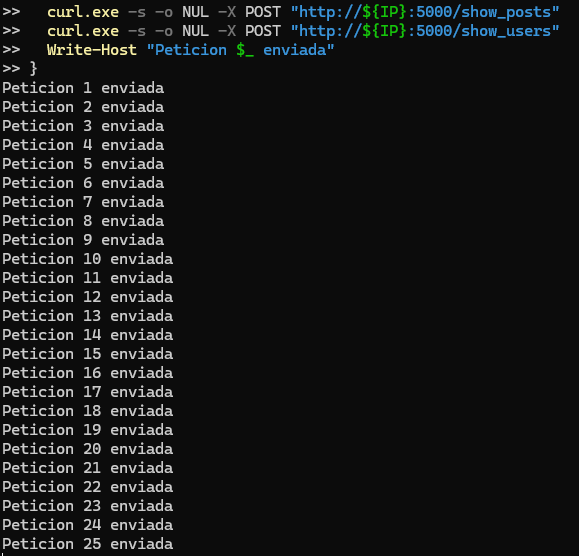 >>   curl.exe -s -o NUL -X POST "http://${IP}:5000/show_posts"
>>   curl.exe -s -o NUL -X POST "http://${IP}:5000/show_users"
>>   Write-Host "Peticion $_ enviada"
>> }
Peticion 1 enviada
Peticion 2 enviada
Peticion 3 enviada
Peticion 4 enviada
Peticion 5 enviada
Peticion 6 enviada
Peticion 7 enviada
Peticion 8 enviada
Peticion 9 enviada
Peticion 10 enviada
Peticion 11 enviada
Peticion 12 enviada
Peticion 13 enviada
Peticion 14 enviada
Peticion 15 enviada
Peticion 16 enviada
Peticion 17 enviada
Peticion 18 enviada
Peticion 19 enviada
Peticion 20 enviada
Peticion 21 enviada
Peticion 22 enviada
Peticion 23 enviada
Peticion 24 enviada
Peticion 25 enviada